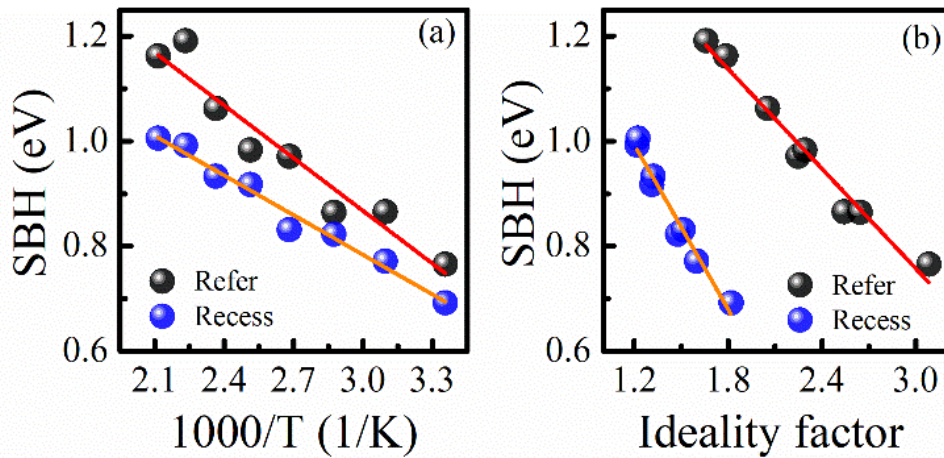 (a)
SBH (eV)
1.2
1.0
0.8
0.6
Refer
Recess
2.1 2.4 2.7 3.0 3.3
1000/T (1/K)
(b)
SBH (eV)
1.2
1.0
0.8
0.6
Refer
Recess
1.2 1.8 2.4 3.0
Ideality factor